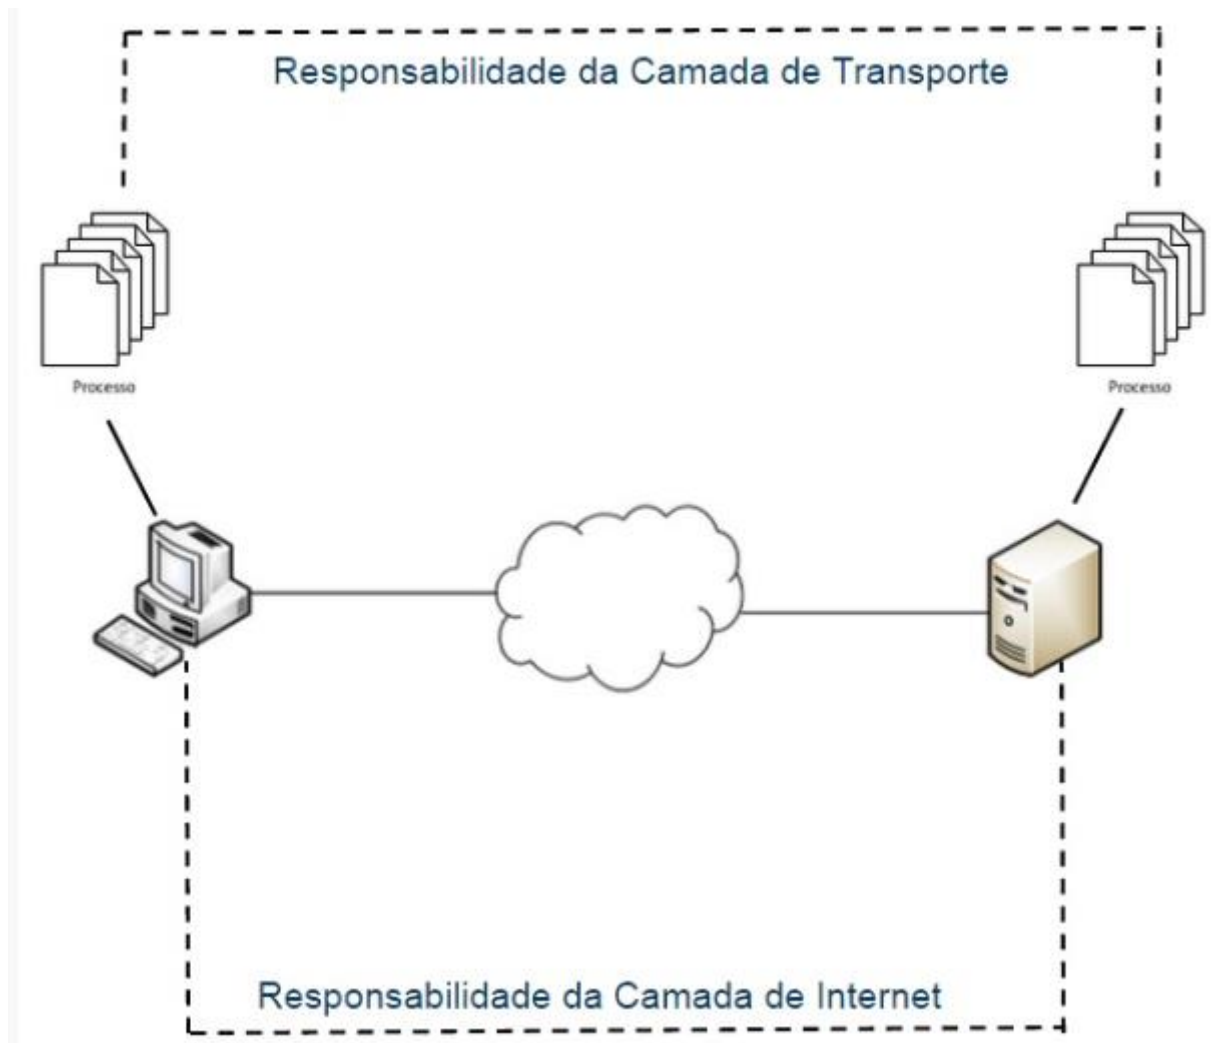 Responsabilidade da Camada de Transporte
Processo
Processo
Responsabilidade da Camada de Internet